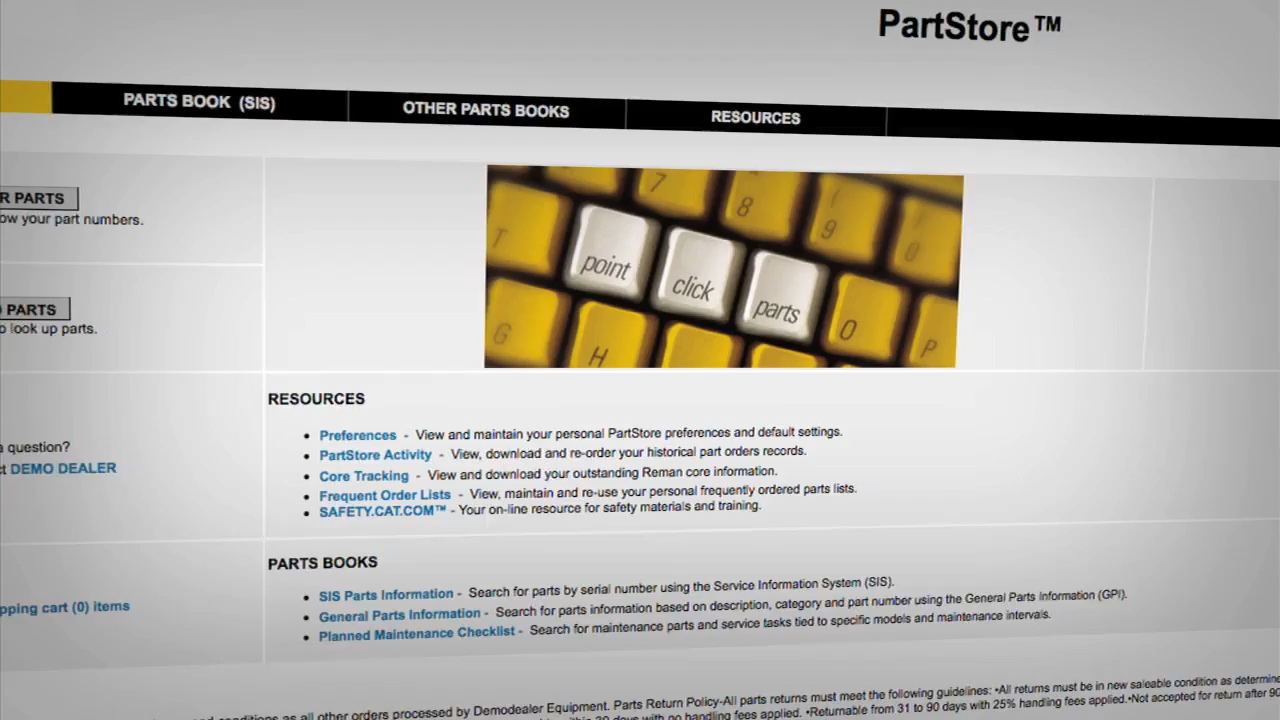 PartStore™
PARTS BOOK (SIS)
OTHER PARTS BOOKS
RESOURCES
R PARTS
ow your part numbers.
PARTS
o look up parts.
a question?
t DEMO DEALER
pping cart (0) items
7
8
9
0
T
point
click
parts
O
P
G
H
RESOURCES
• Preferences - View and maintain your personal PartStore preferences and default settings.
• PartStore Activity - View, download and re-order your historical part orders records.
• Core Tracking - View and download your outstanding Reman core information.
• Frequent Order Lists - View, maintain and re-use your personal frequently ordered parts lists.
• SAFETY.CAT.COM™ - Your on-line resource for safety materials and training.
PARTS BOOKS
• SIS Parts Information - Search for parts by serial number using the Service Information System (SIS).
• General Parts Information - Search for parts information based on description, category and part number using the General Parts Information (GPI).
• Planned Maintenance Checklist - Search for maintenance parts and service tasks tied to specific models and maintenance intervals.
conditions as all other orders processed by Demodealer Equipment. Parts Return Policy-All parts returns must meet the following guidelines: •All returns must be in new saleable condition as determine
30 days with no handling fees applied. •Returnable from 31 to 90 days with 25% handling fees applied.•Not accepted for return after 90